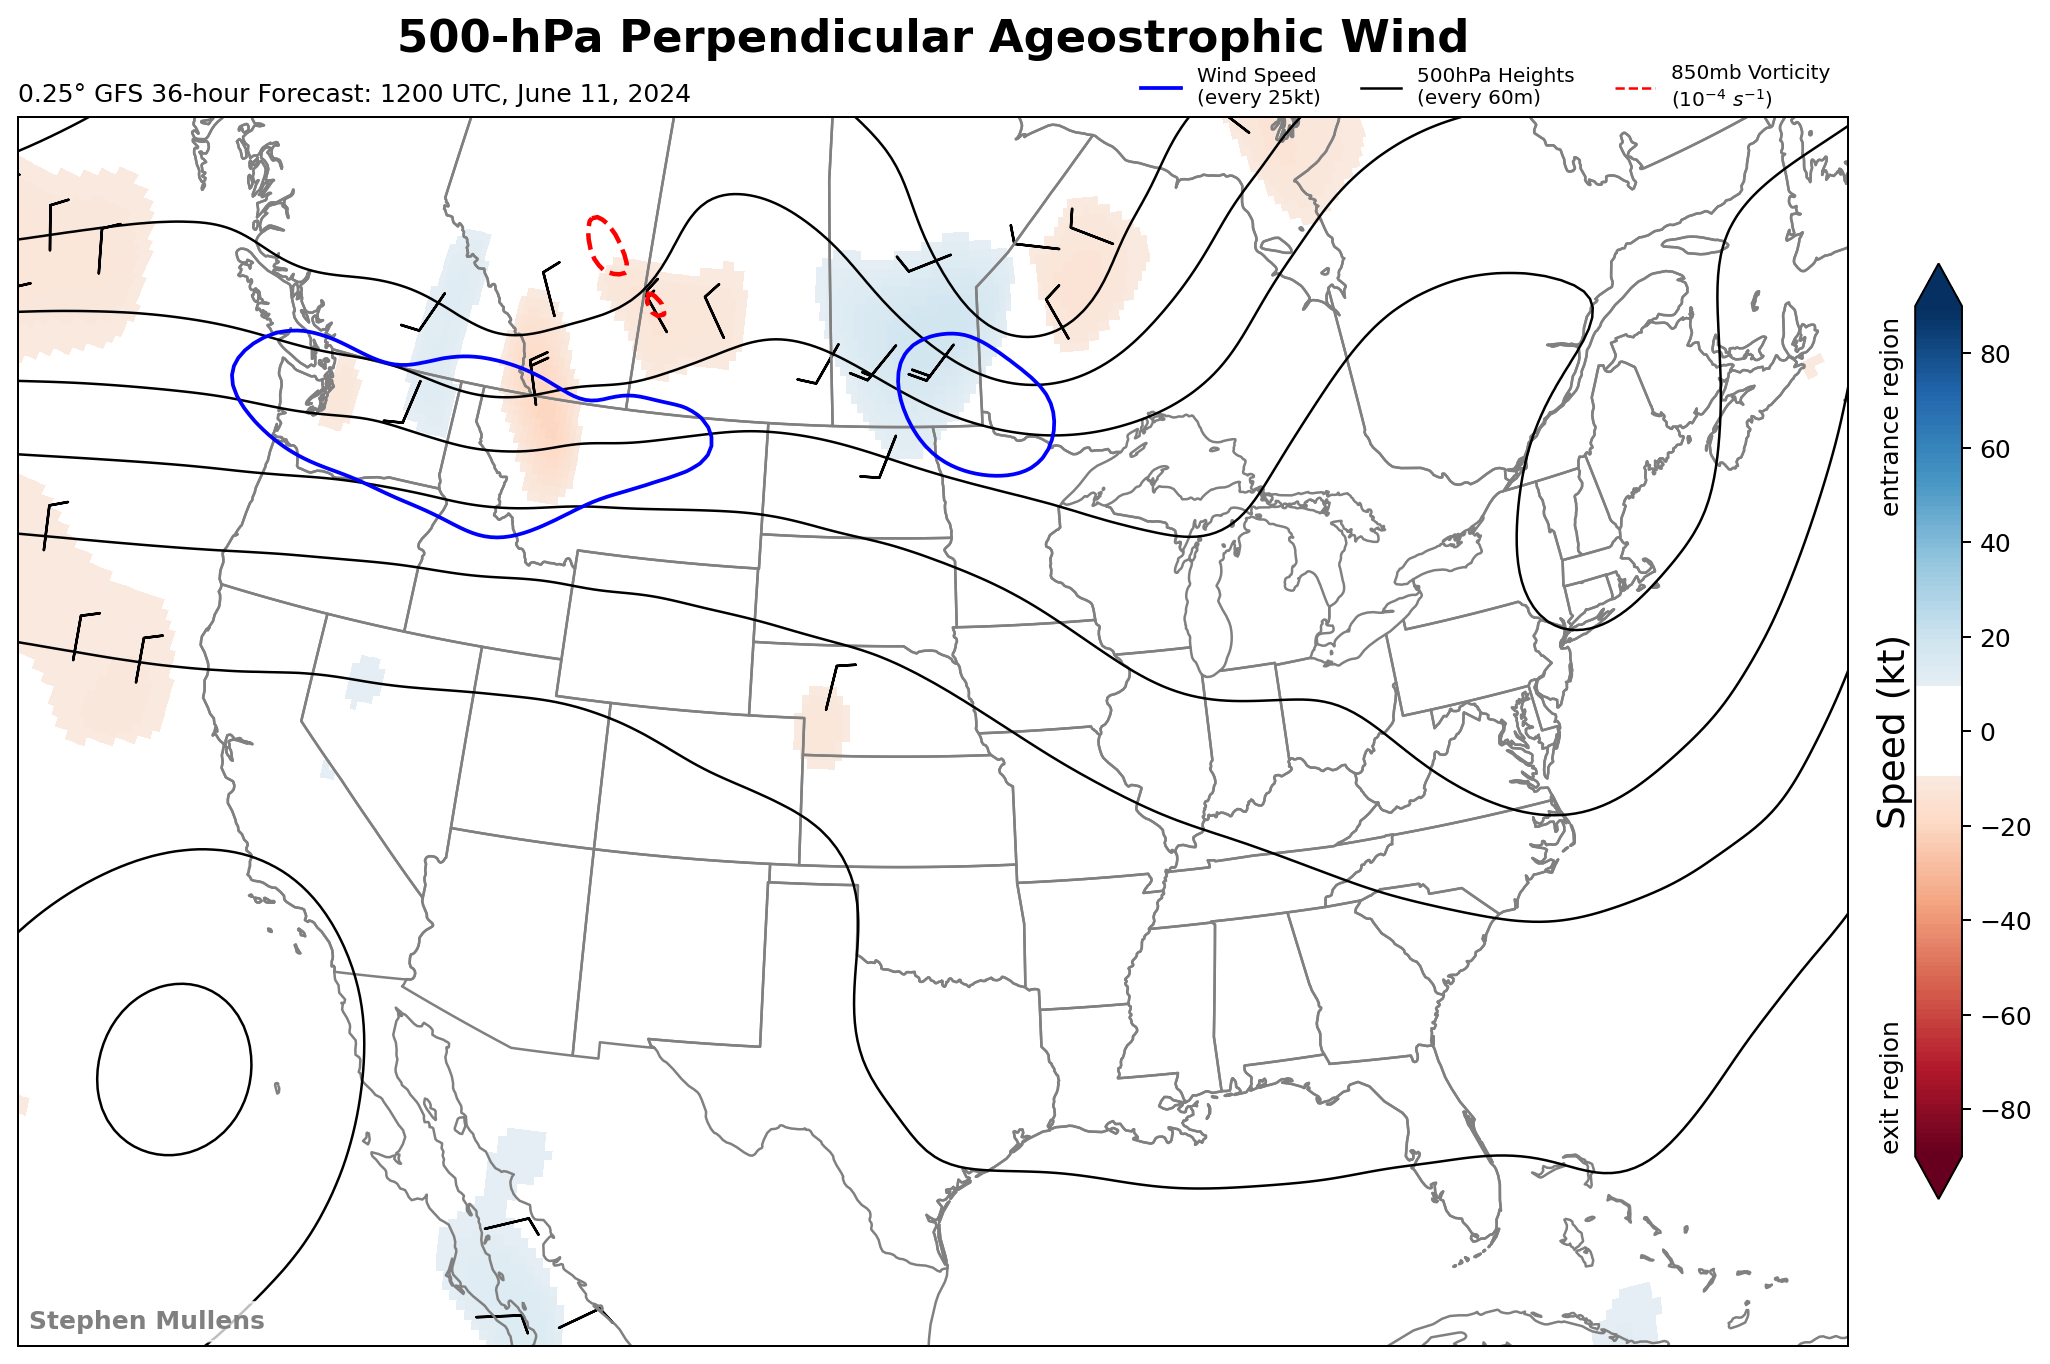 500-hPa Perpendicular Ageostrophic Wind
0.25° GFS 36-hour Forecast: 1200 UTC, June 11, 2024
Wind Speed
(every 25kt)
500hPa Heights
(every 60m)
850mb Vorticity
(10⁻⁴ s⁻¹)
entrance region
Speed (kt)
exit region
80
60
40
20
0
−20
−40
−60
−80
Stephen Mullens